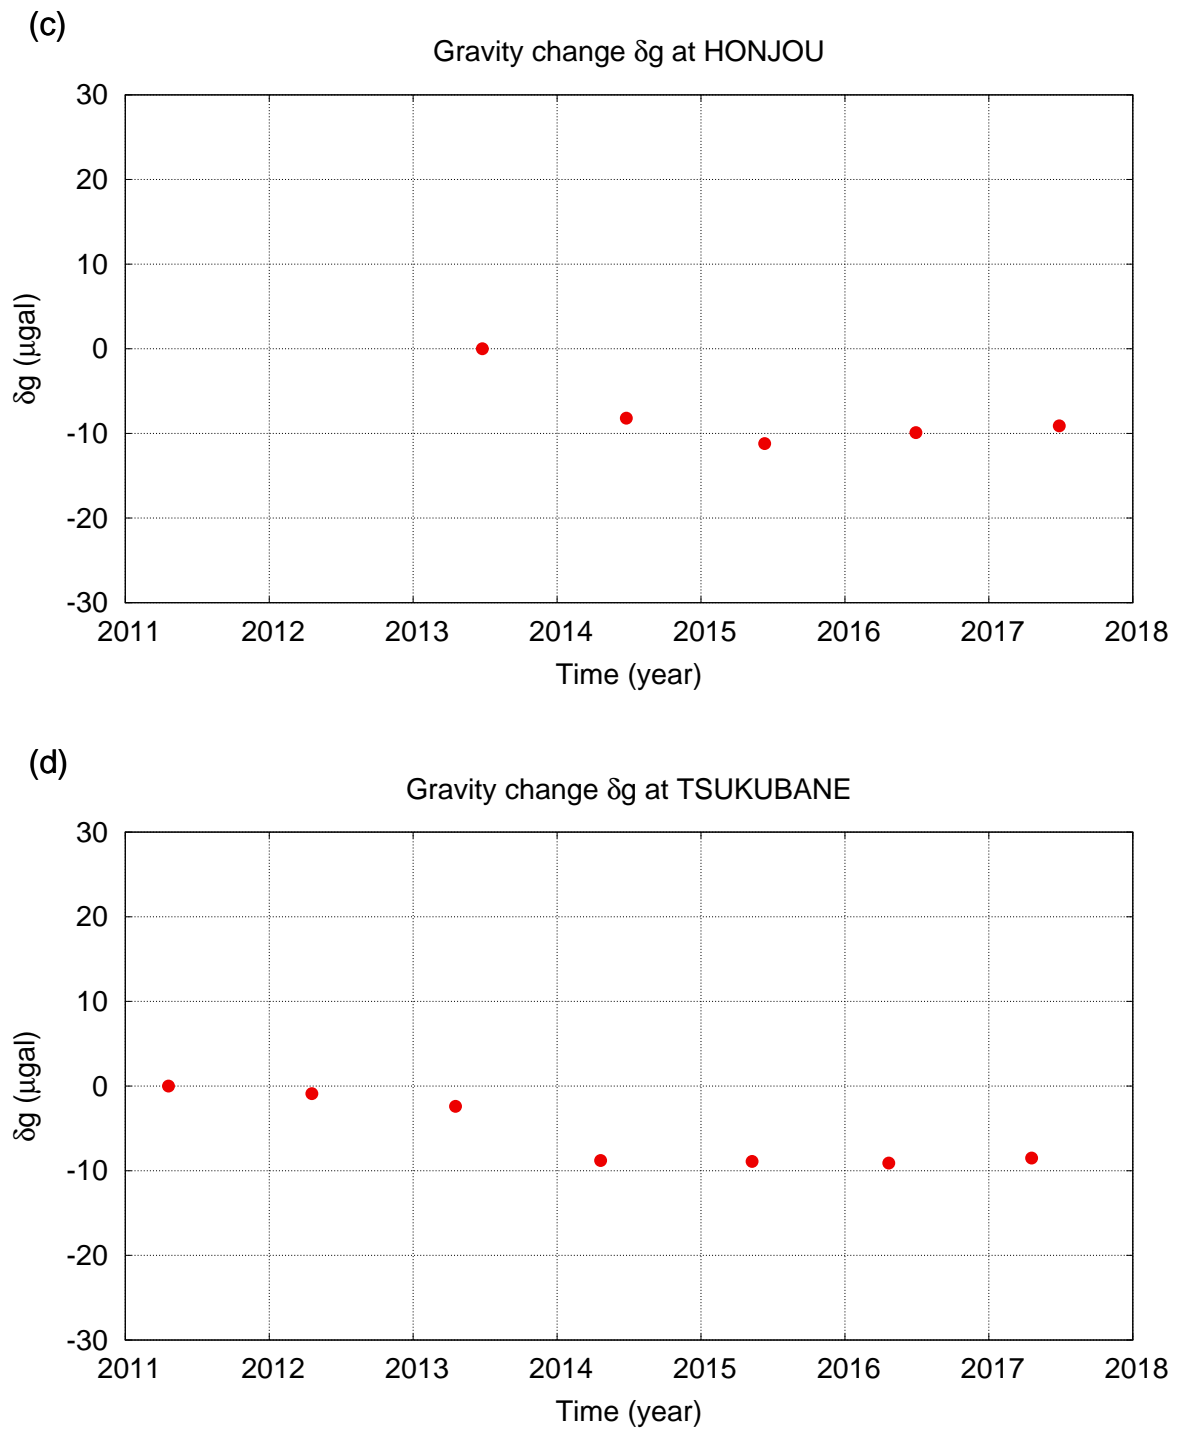 (c)
Gravity change δg at HONJOU
30
20
10
0
-10
-20
-30
δg (μgal)
2011 2012 2013 2014 2015 2016 2017 2018
Time (year)
(d)
Gravity change δg at TSUKUBANE
30
20
10
0
-10
-20
-30
δg (μgal)
2011 2012 2013 2014 2015 2016 2017 2018
Time (year)